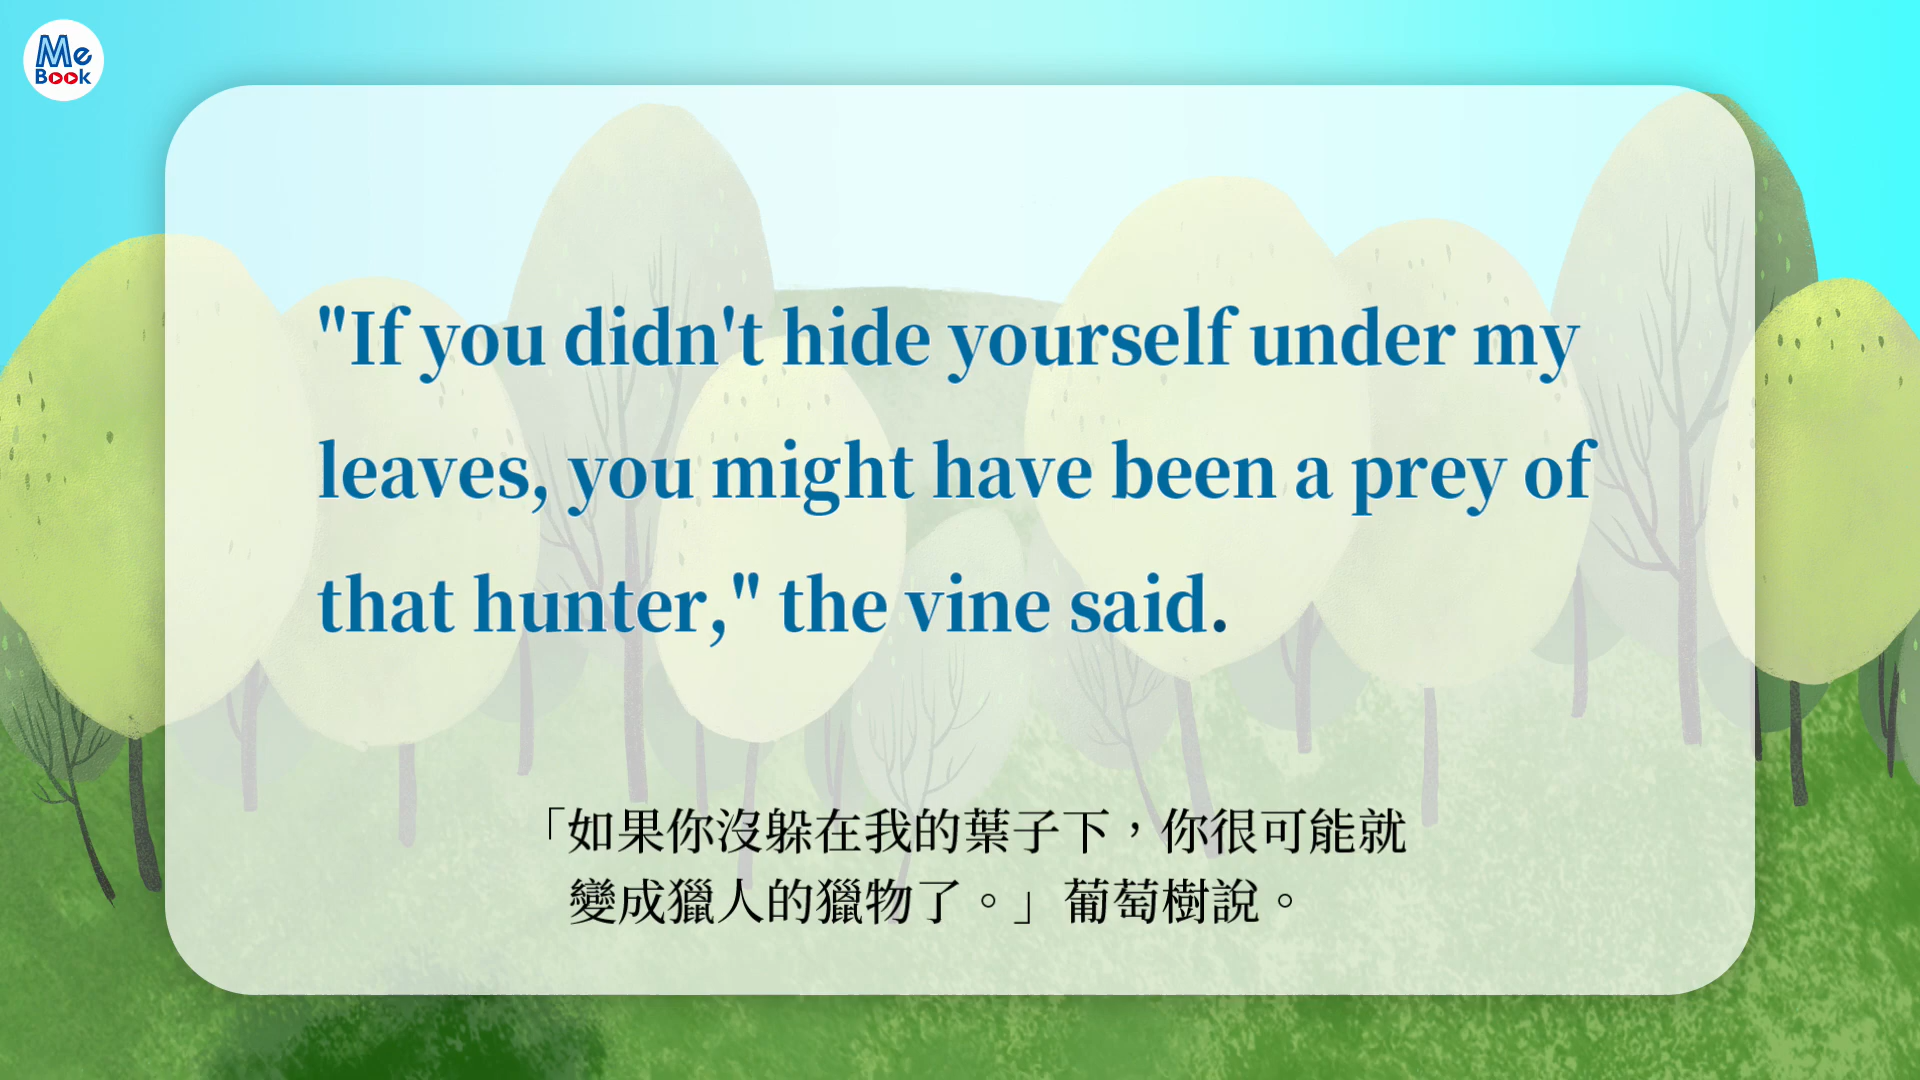 Me
Book
"If you didn't hide yourself under my
leaves, you might have been a prey of
that hunter," the vine said.
「如果你沒躲在我的葉子下，你很可能就
變成獵人的獵物了。」葡萄樹說。